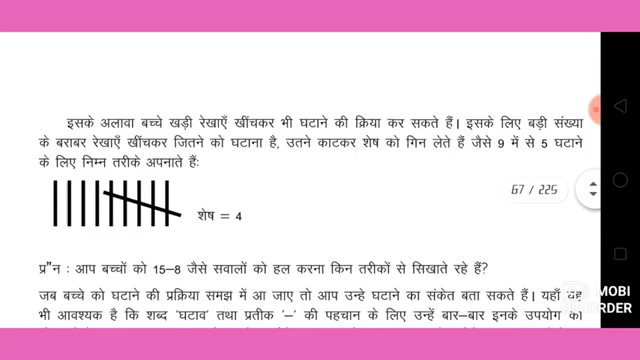 इसके अलावा बच्चे खड़ी रेखाएँ खींचकर भी घटाने की क्रिया कर सकते हैं। इसके लिए बड़ी संख्या
के बराबर रेखाएँ खींचकर जितने को घटाना है, उतने काटकर शेष को गिन लेते हैं जैसे 9 में से 5 घटाने
के लिए निम्न तरीके अपनाते हैंः
67 / 225
शेष = 4
प्र”न : आप बच्चों को 15–8 जैसे सवालों को हल करना किन तरीकों से सिखाते रहे हैं?
जब बच्चे को घटाने की प्रक्रिया समझ में आ जाए तो आप उन्हे घटाने का संकेत बता सकते हैं। यहाँ यह
भी आवश्यक है कि शब्द ‘घटाव’ तथा प्रतीक ‘–’ की पहचान के लिए उन्हें बार–बार इनके उपयोग का
MOBI
ORDER